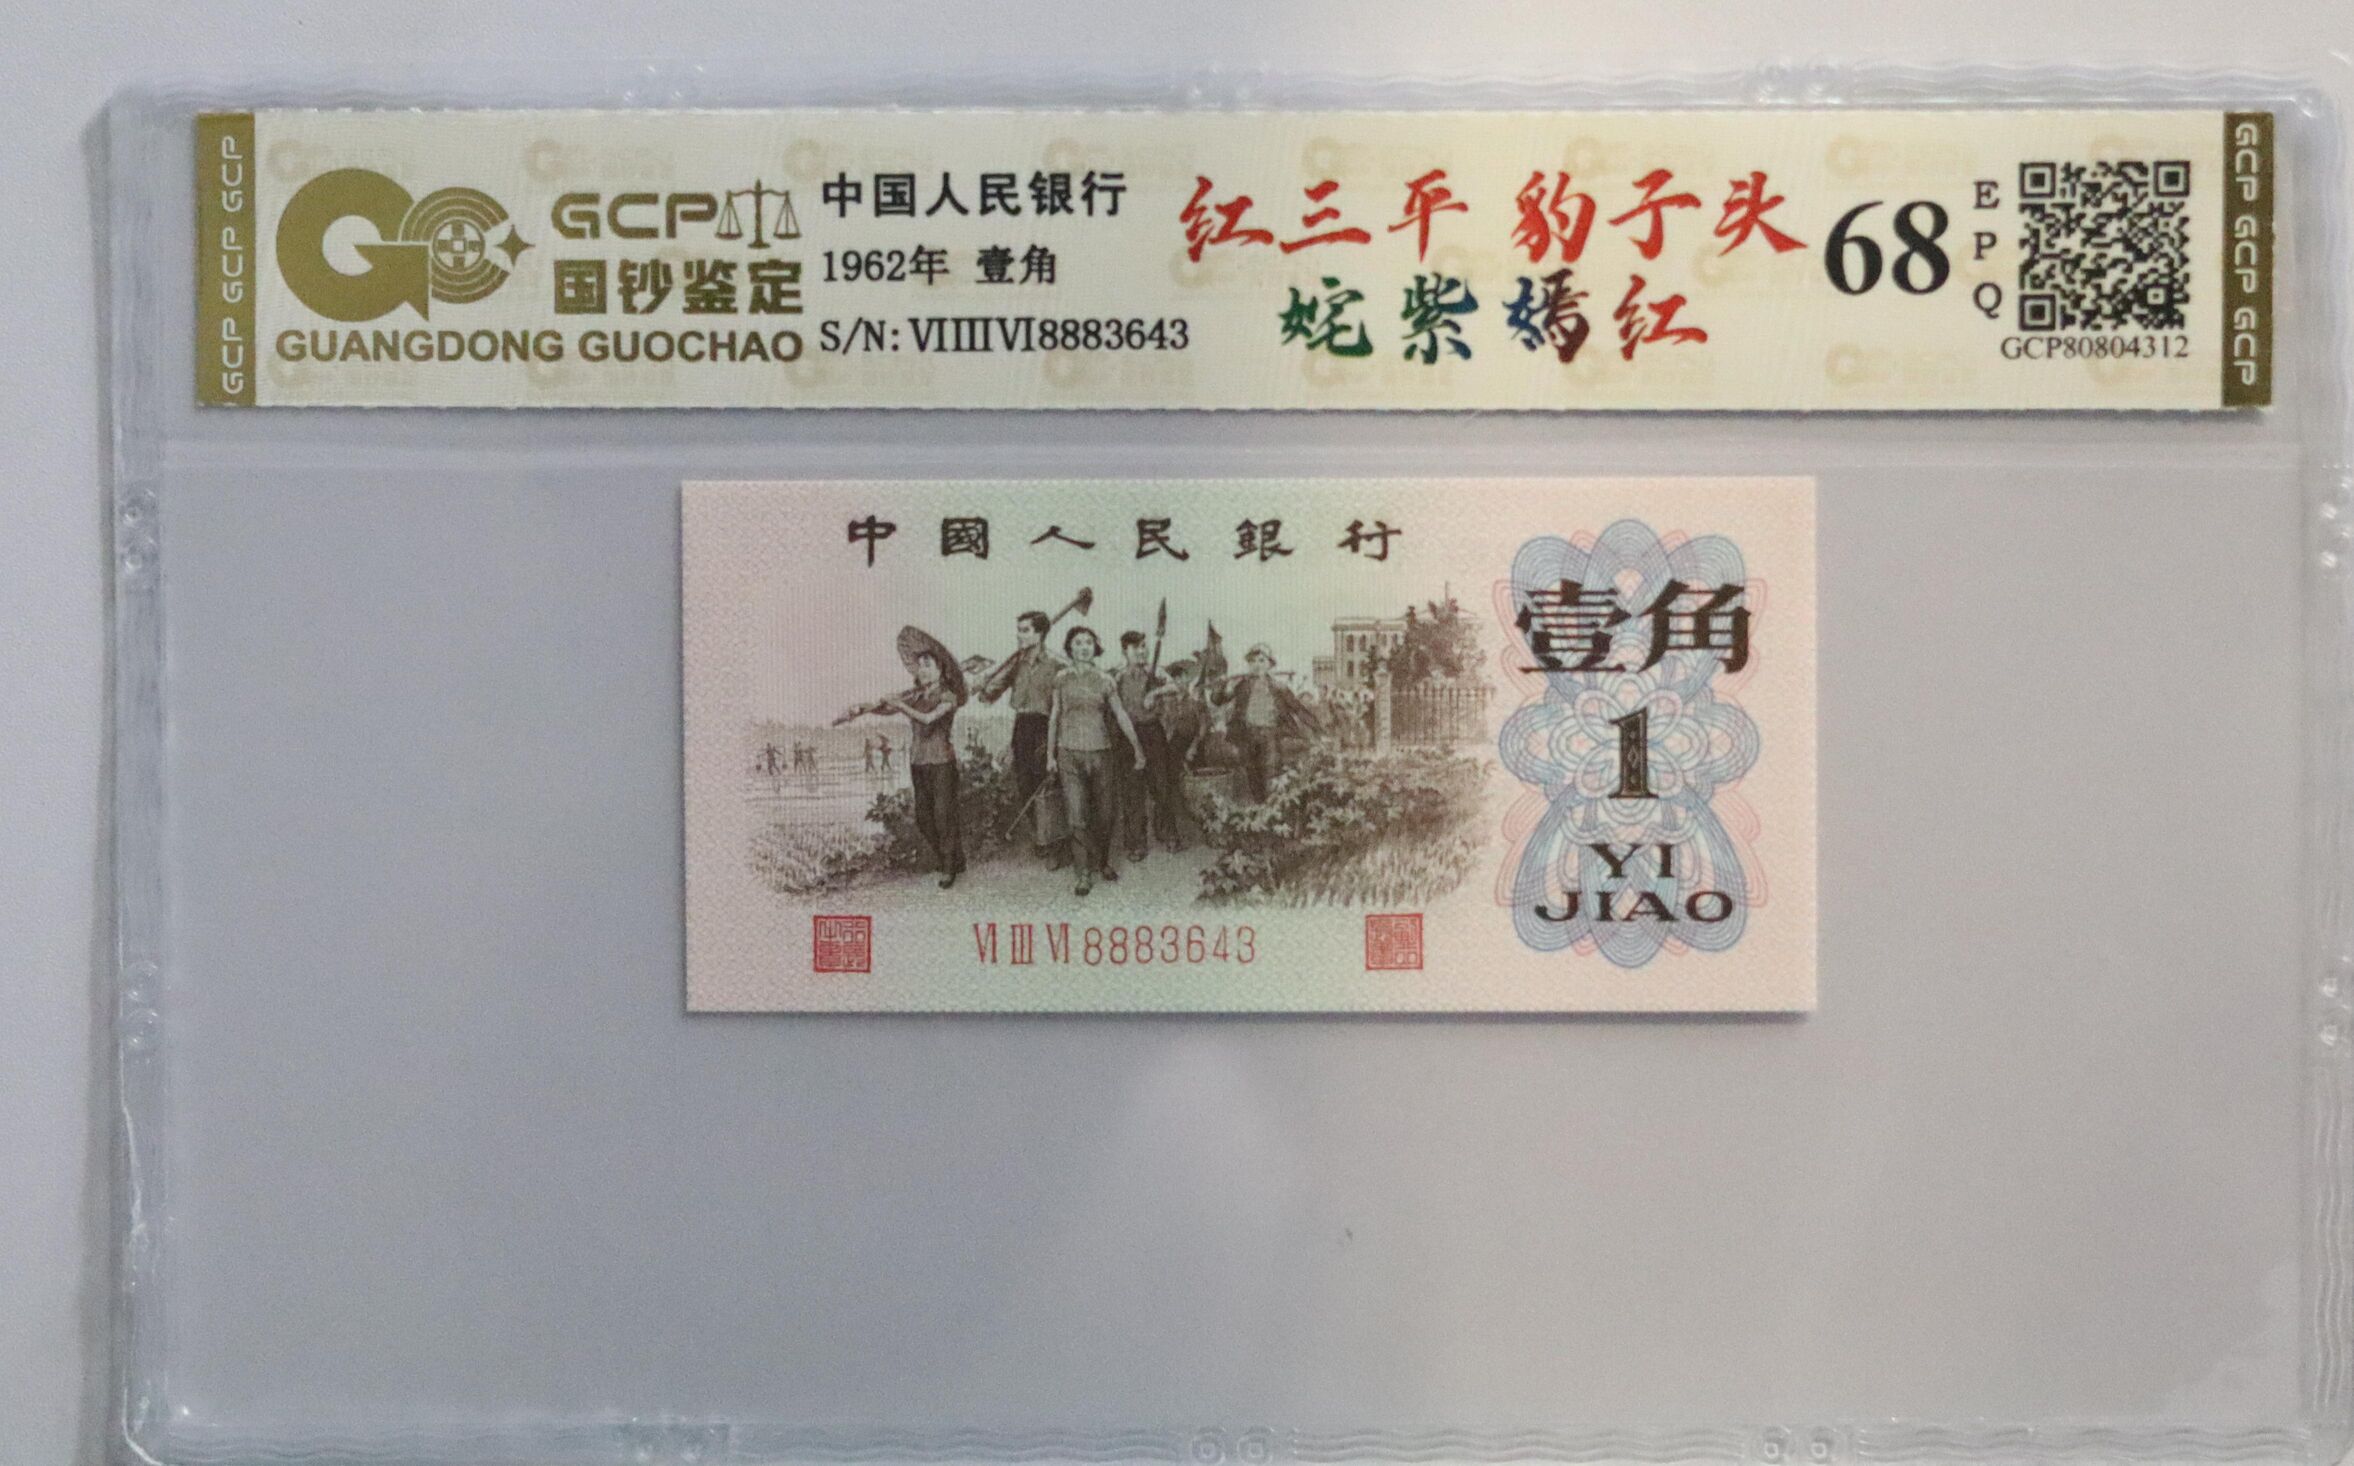 GCP GCP GCP
GCP
国钞鉴定
GUANGDONG GUOCHAO
中国人民银行
1962年 壹角
S/N: VIIIIVI8883643
红三平 豹子头
姹紫嫣红
68
EPQ
GCP80804312
GCP GCP GCP
中國人民銀行
壹角
1
YI
JIAO
VI III VI 8883643